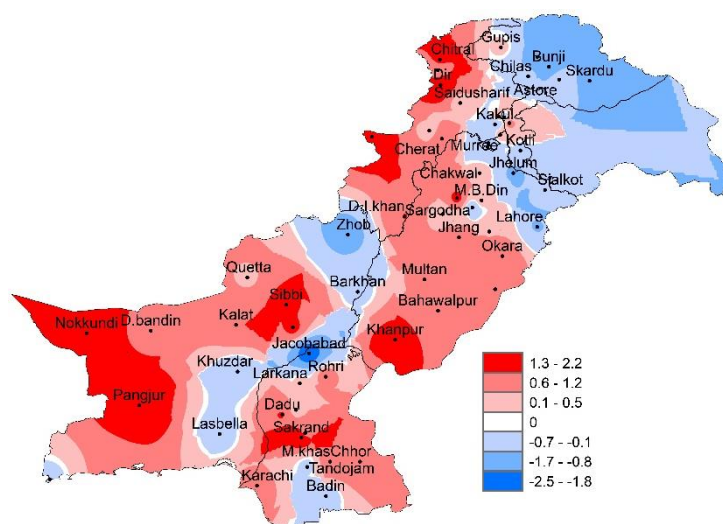 Gupis
Chitral
Bunji
Chilas
Skardu
Dir
Astore
Saidusharif
Kakul
Cherat
Murree
Kotli
Jhelum
Chakwal
Sialkot
M.B.Din
D.I.khan
Sargodha
Lahore
Zhob
Jhang
Okara
Quetta
Multan
Barkhan
Sibbi
Bahawalpur
Nokkundi
D.bandin
Kalat
Khanpur
Jacobabad
Khuzdar
Rohri
Larkana
Pangjur
Dadu
Lasbella
Sakrand
M.khas
Chhor
Tandojam
Karachi
Badin
1.3 - 2.2
0.6 - 1.2
0.1 - 0.5
0
-0.7 - -0.1
-1.7 - -0.8
-2.5 - -1.8